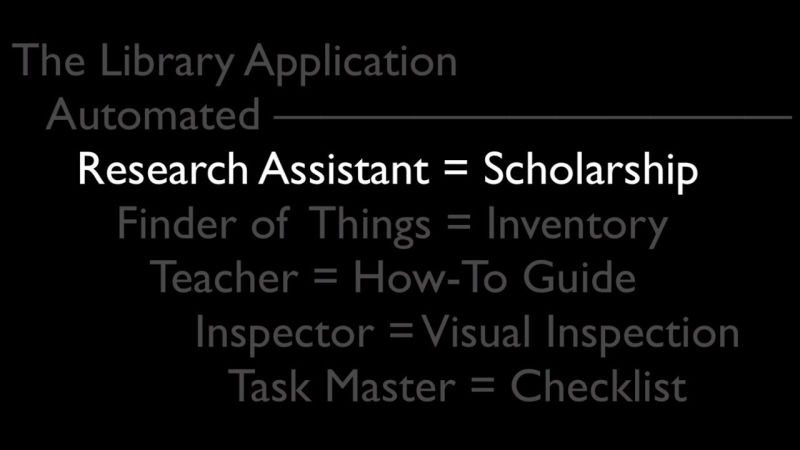 The Library Application
Automated ————————————
Research Assistant = Scholarship
Finder of Things = Inventory
Teacher = How-To Guide
Inspector = Visual Inspection
Task Master = Checklist